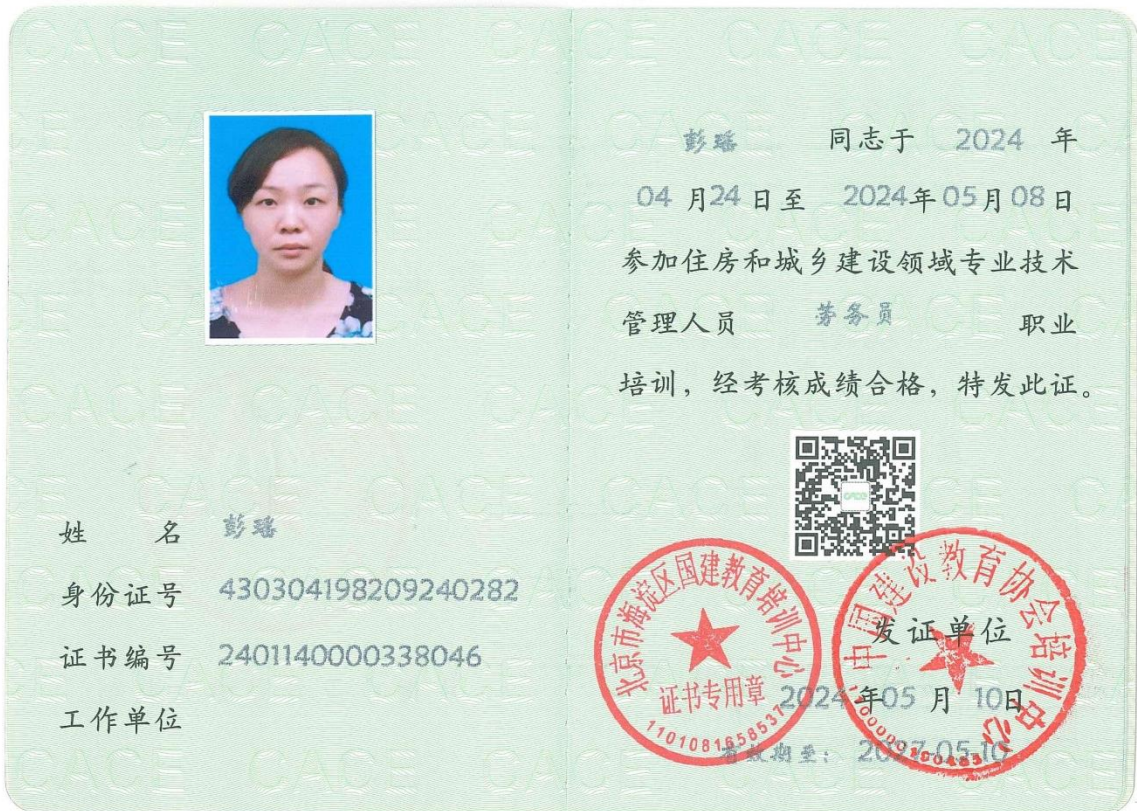 姓 名 彭瑶
身份证号 430304198209240282
证书编号 2401140000338046
工作单位
彭瑶 同志于 2024 年
04 月24 日至 2024年05月08日
参加住房和城乡建设领域专业技术
管理人员 劳务员 职业
培训，经考核成绩合格，特发此证。
北京市海淀区国建教育培训中心
证书专用章
1101081658537
中国建设教育协会培训中心
发证单位
2024 年05 月 10日
有效期至： 2027-05-10
CACE